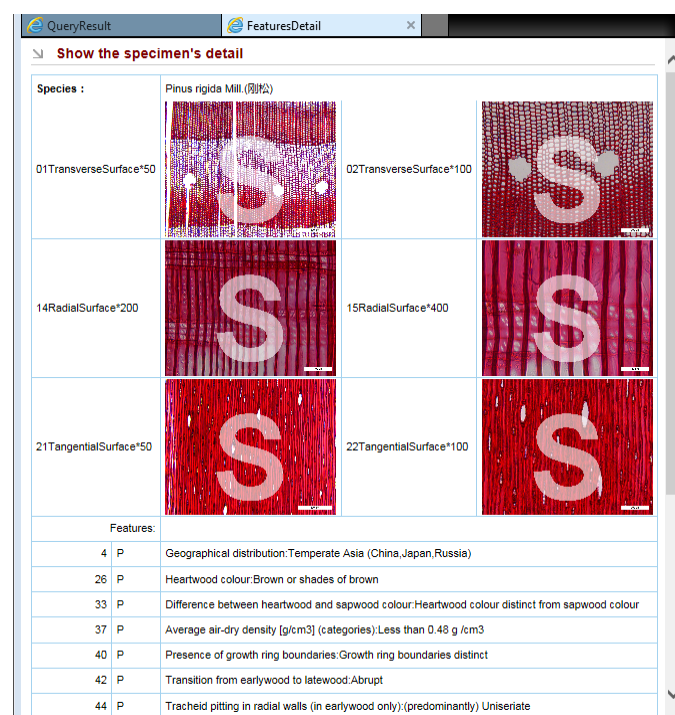 QueryResult
FeaturesDetail
Show the specimen's detail
Species :
Pinus rigida Mill.(刚松)
01TransverseSurface*50
S
02TransverseSurface*100
S
14RadialSurface*200
S
15RadialSurface*400
S
21TangentialSurface*50
S
22TangentialSurface*100
S
Features:
4 P Geographical distribution:Temperate Asia (China,Japan,Russia)
26 P Heartwood colour:Brown or shades of brown
33 P Difference between heartwood and sapwood colour:Heartwood colour distinct from sapwood colour
37 P Average air-dry density [g/cm3] (categories):Less than 0.48 g /cm3
40 P Presence of growth ring boundaries:Growth ring boundaries distinct
42 P Transition from earlywood to latewood:Abrupt
44 P Tracheid pitting in radial walls (in earlywood only):(predominantly) Uniseriate